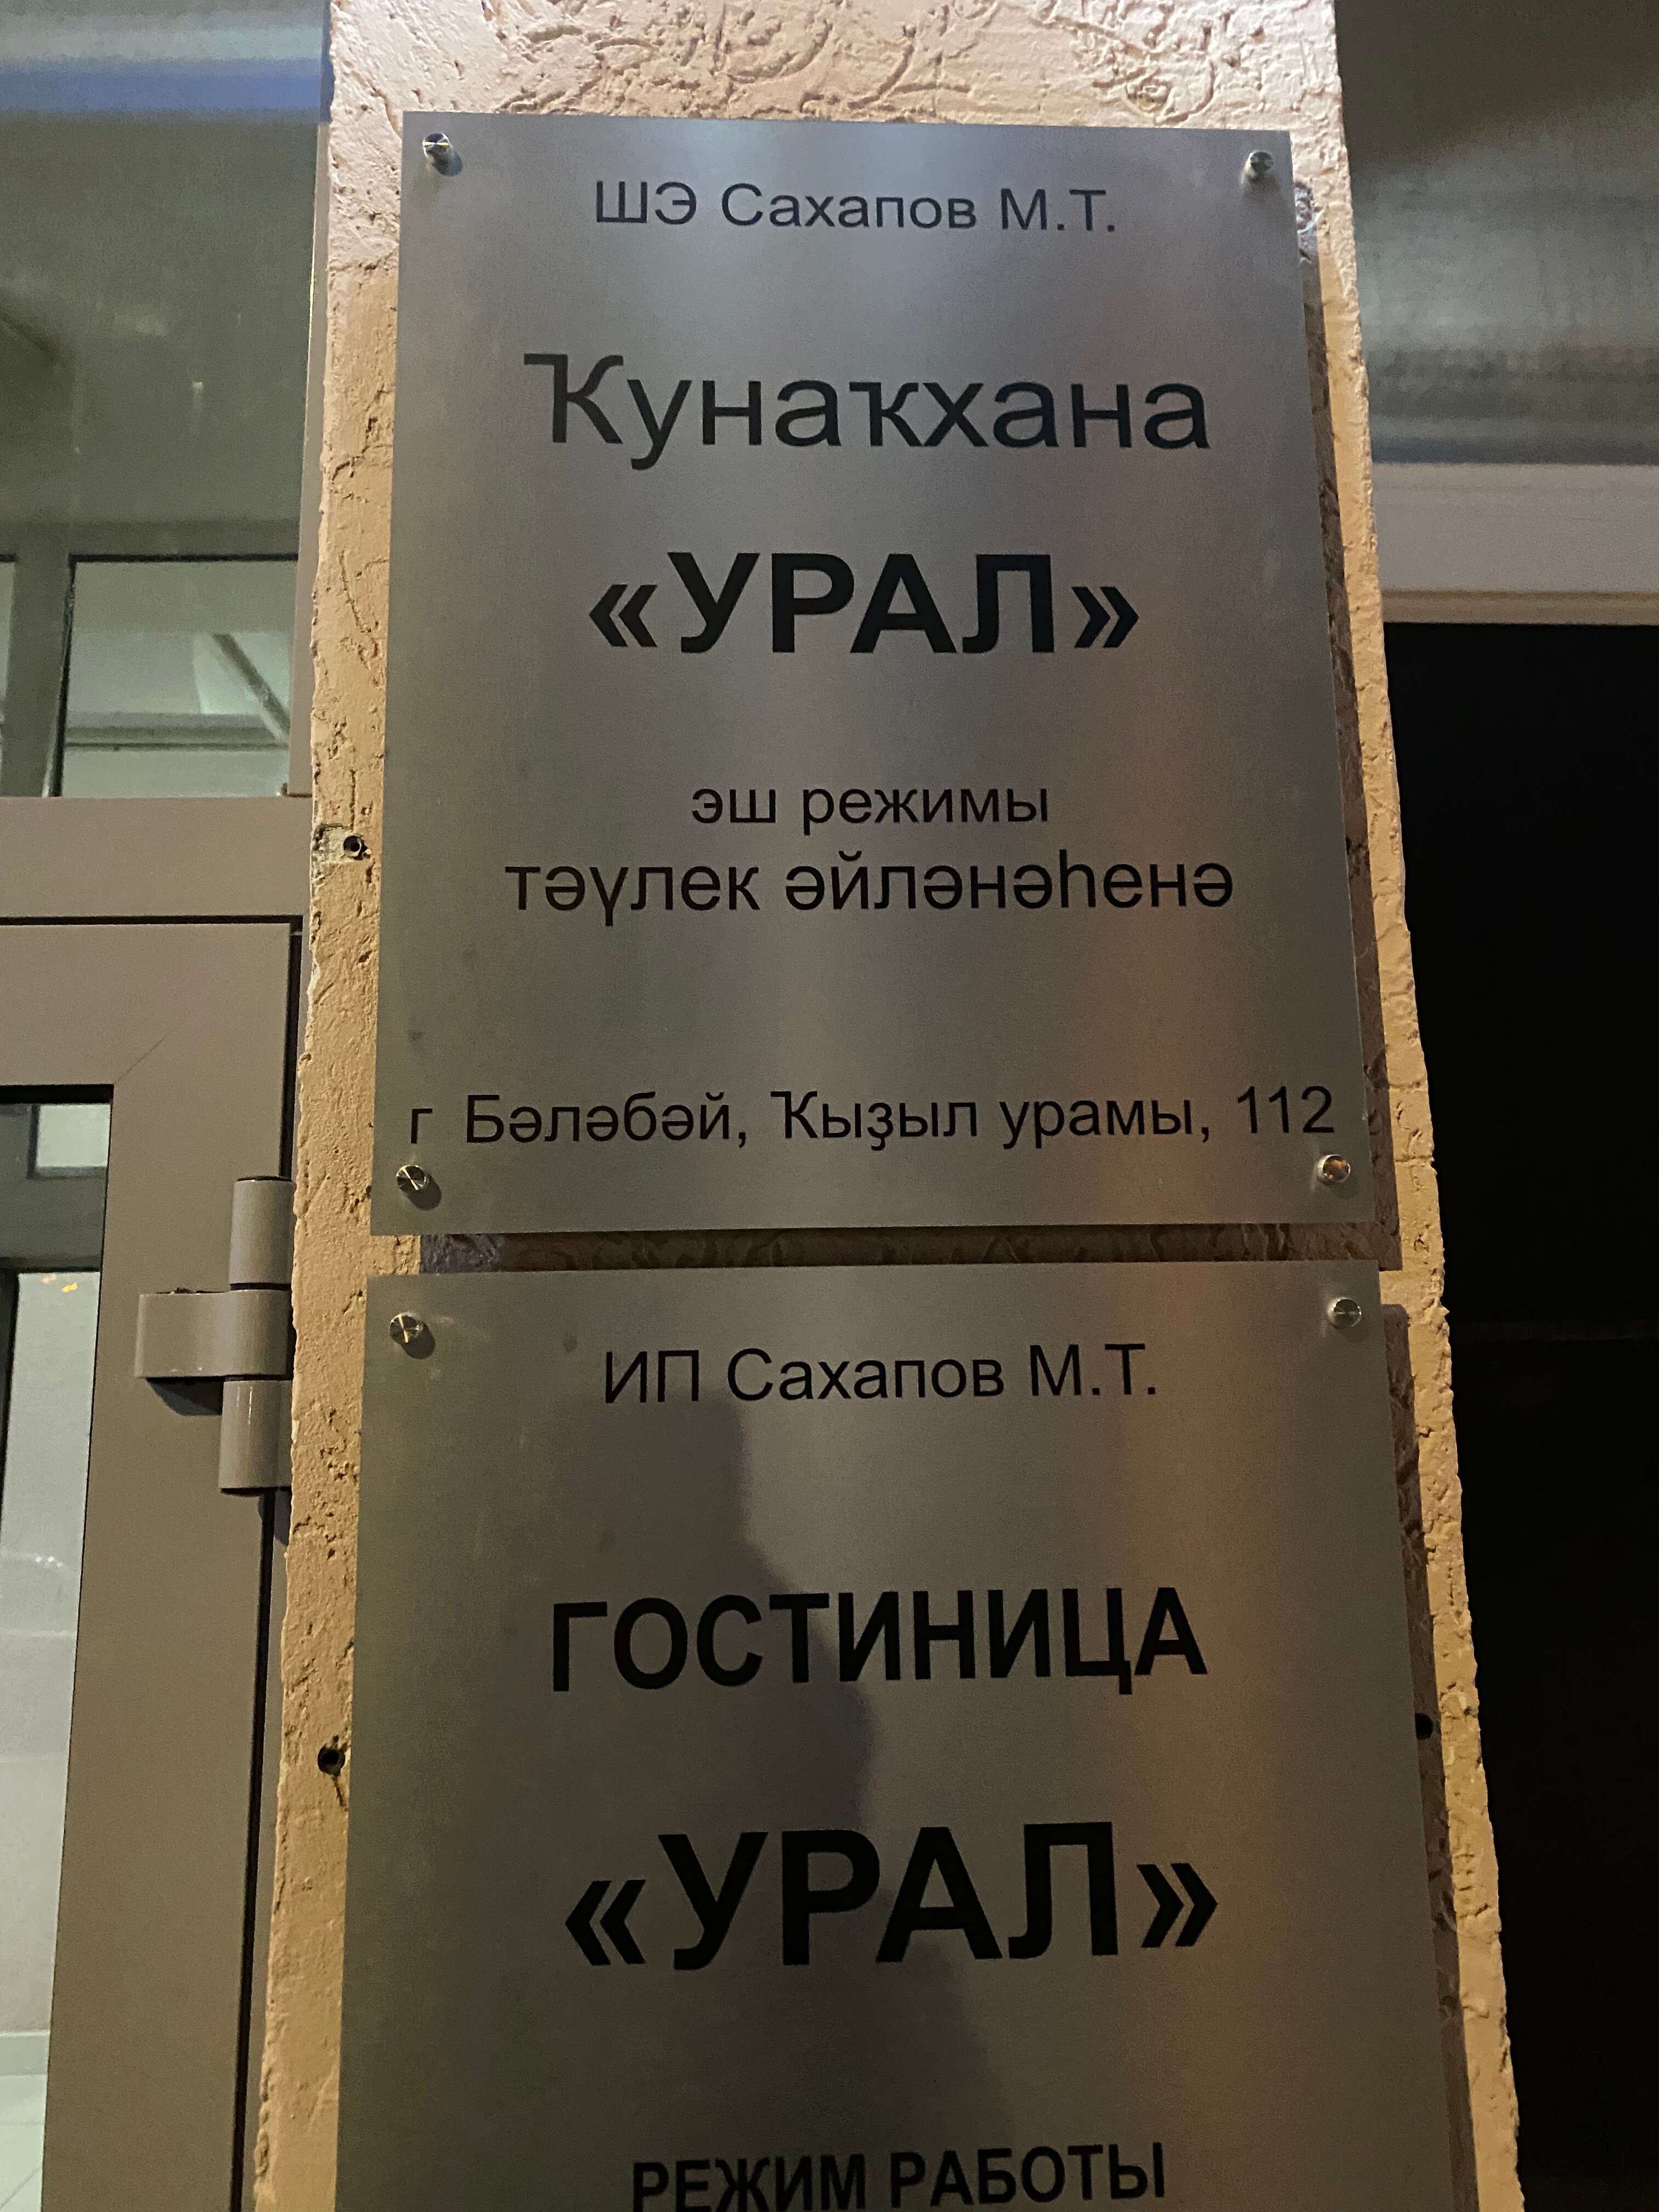 ШЭ Сахапов М.Т.
Ҡунаҡхана
«УРАЛ»
эш режимы
тәүлек әйләнәһенә
г Бәләбәй, Ҡыҙыл урамы, 112
ИП Сахапов М.Т.
ГОСТИНИЦА
«УРАЛ»
РЕЖИМ РАБОТЫ